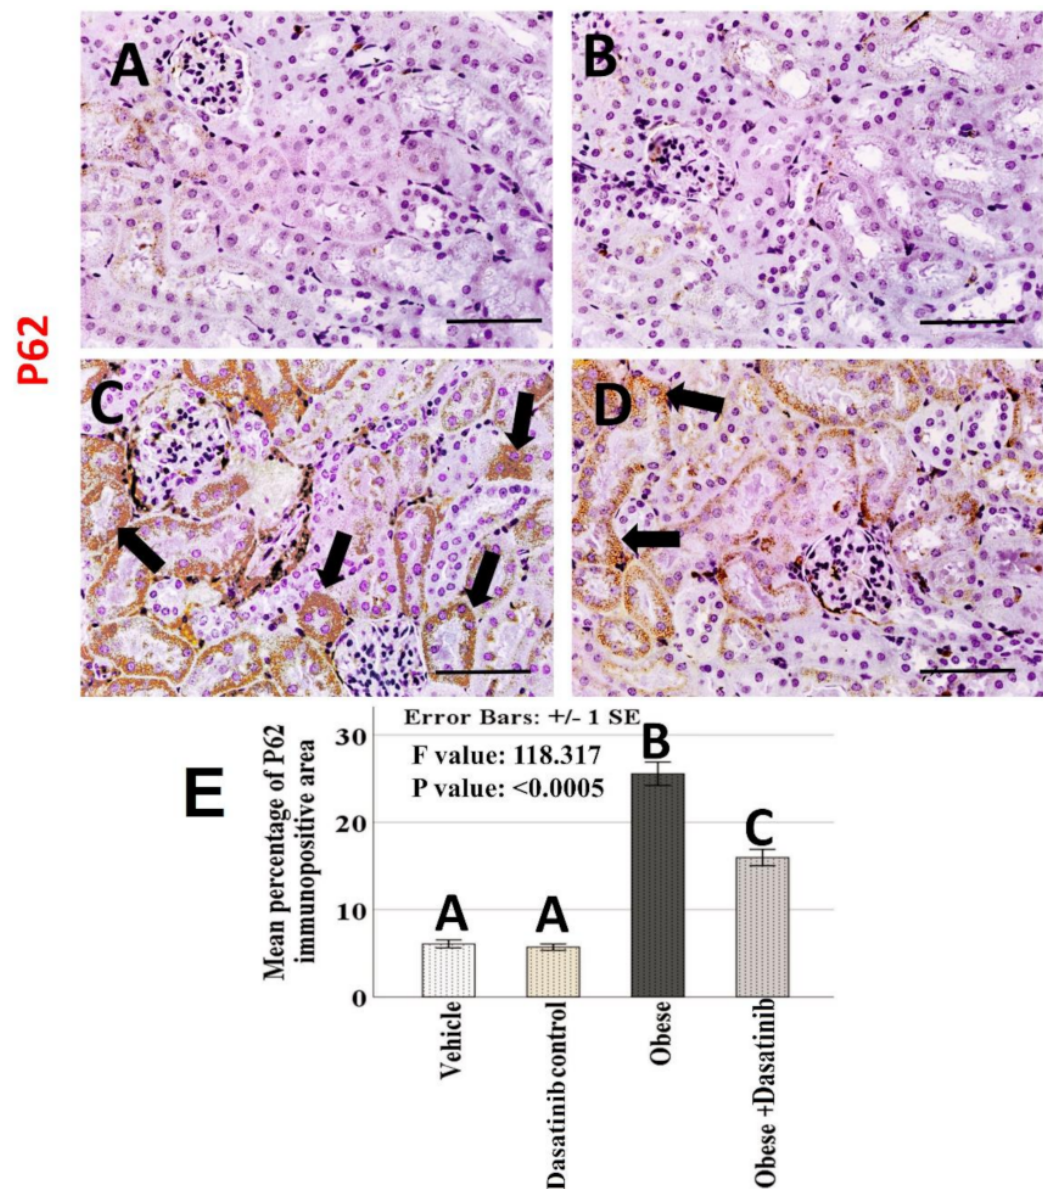 A
B
P62
C
D
E
Error Bars: +/- 1 SE
F value: 118.317
P value: <0.0005
Mean percentage of P62
immunopositive area
30
20
10
0
A
A
B
C
Vehicle
Dasatinib control
Obese
Obese +Dasatinib